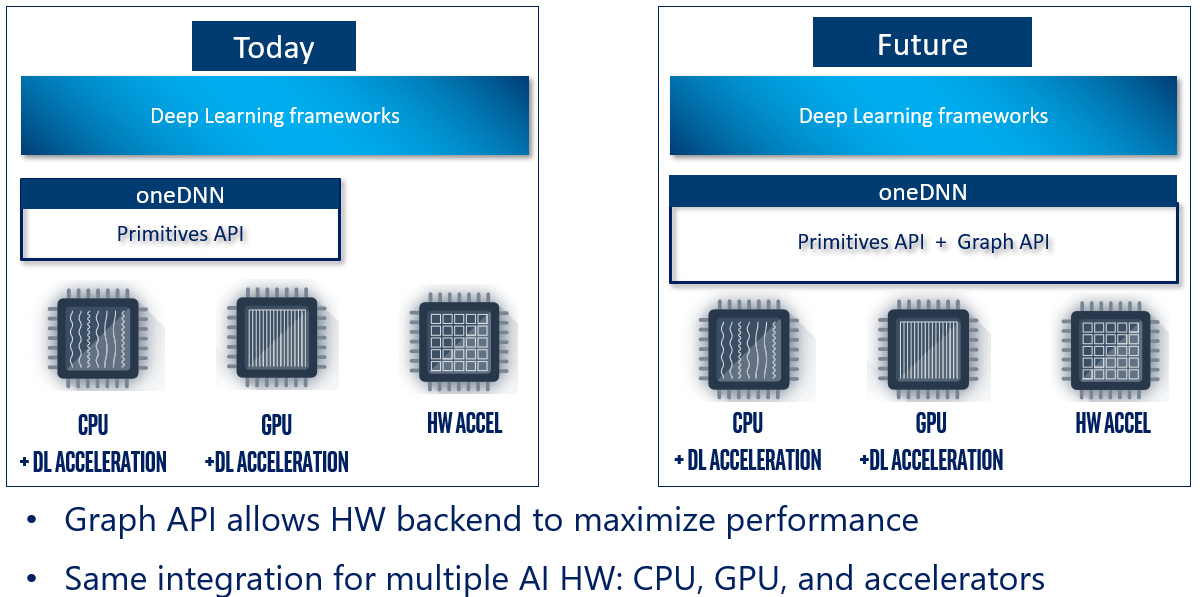 Today
Deep Learning frameworks
oneDNN
Primitives API
CPU
+ DL ACCELERATION
GPU
+DL ACCELERATION
HW ACCEL
Future
Deep Learning frameworks
oneDNN
Primitives API + Graph API
CPU
+ DL ACCELERATION
GPU
+DL ACCELERATION
HW ACCEL
• Graph API allows HW backend to maximize performance
• Same integration for multiple AI HW: CPU, GPU, and accelerators